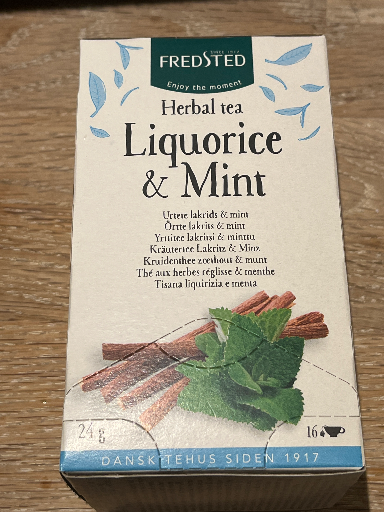 SINCE 1917
FREDSTED
Enjoy the moment
Herbal tea
Liquorice
& Mint
Urtete lakrids & mint
Örtte lakrits & mint
Yrttitee lakritsi & minttu
Kräutertee Lakritz & Minz
Kruidenthee zoethout & munt
Thé aux herbes réglisse & menthe
Tisana liquirizia e menta
24 g
16
DANSK TEHUS SIDEN 1917